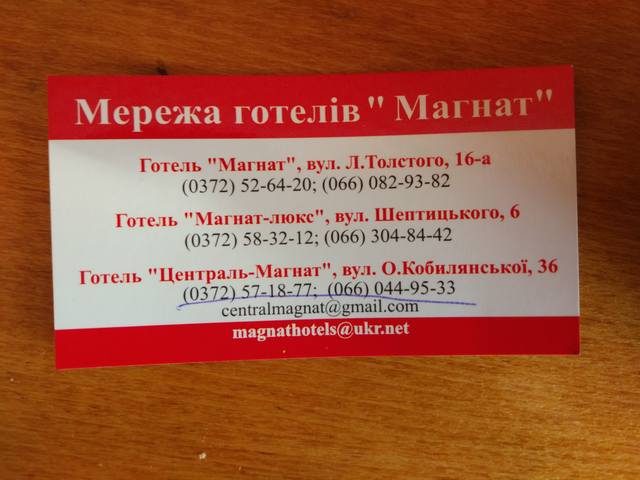 Мережа готелів " Магнат"
Готель "Магнат", вул. Л.Толстого, 16-а
(0372) 52-64-20; (066) 082-93-82
Готель "Магнат-люкс", вул. Шептицького, 6
(0372) 58-32-12; (066) 304-84-42
Готель "Централь-Магнат", вул. О.Кобилянської, 36
(0372) 57-18-77; (066) 044-95-33
centralmagnat@gmail.com
magnathotels@ukr.net